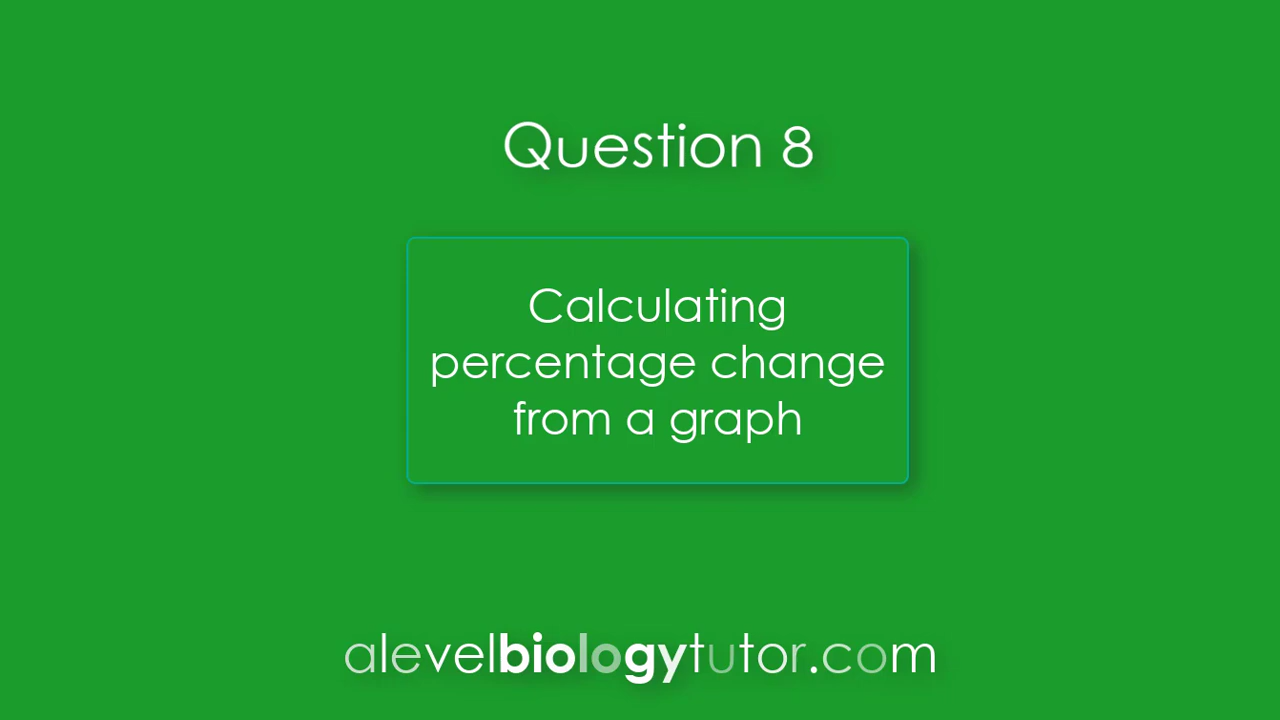 Question 8
Calculating
percentage change
from a graph
alevelbiologytutor.com